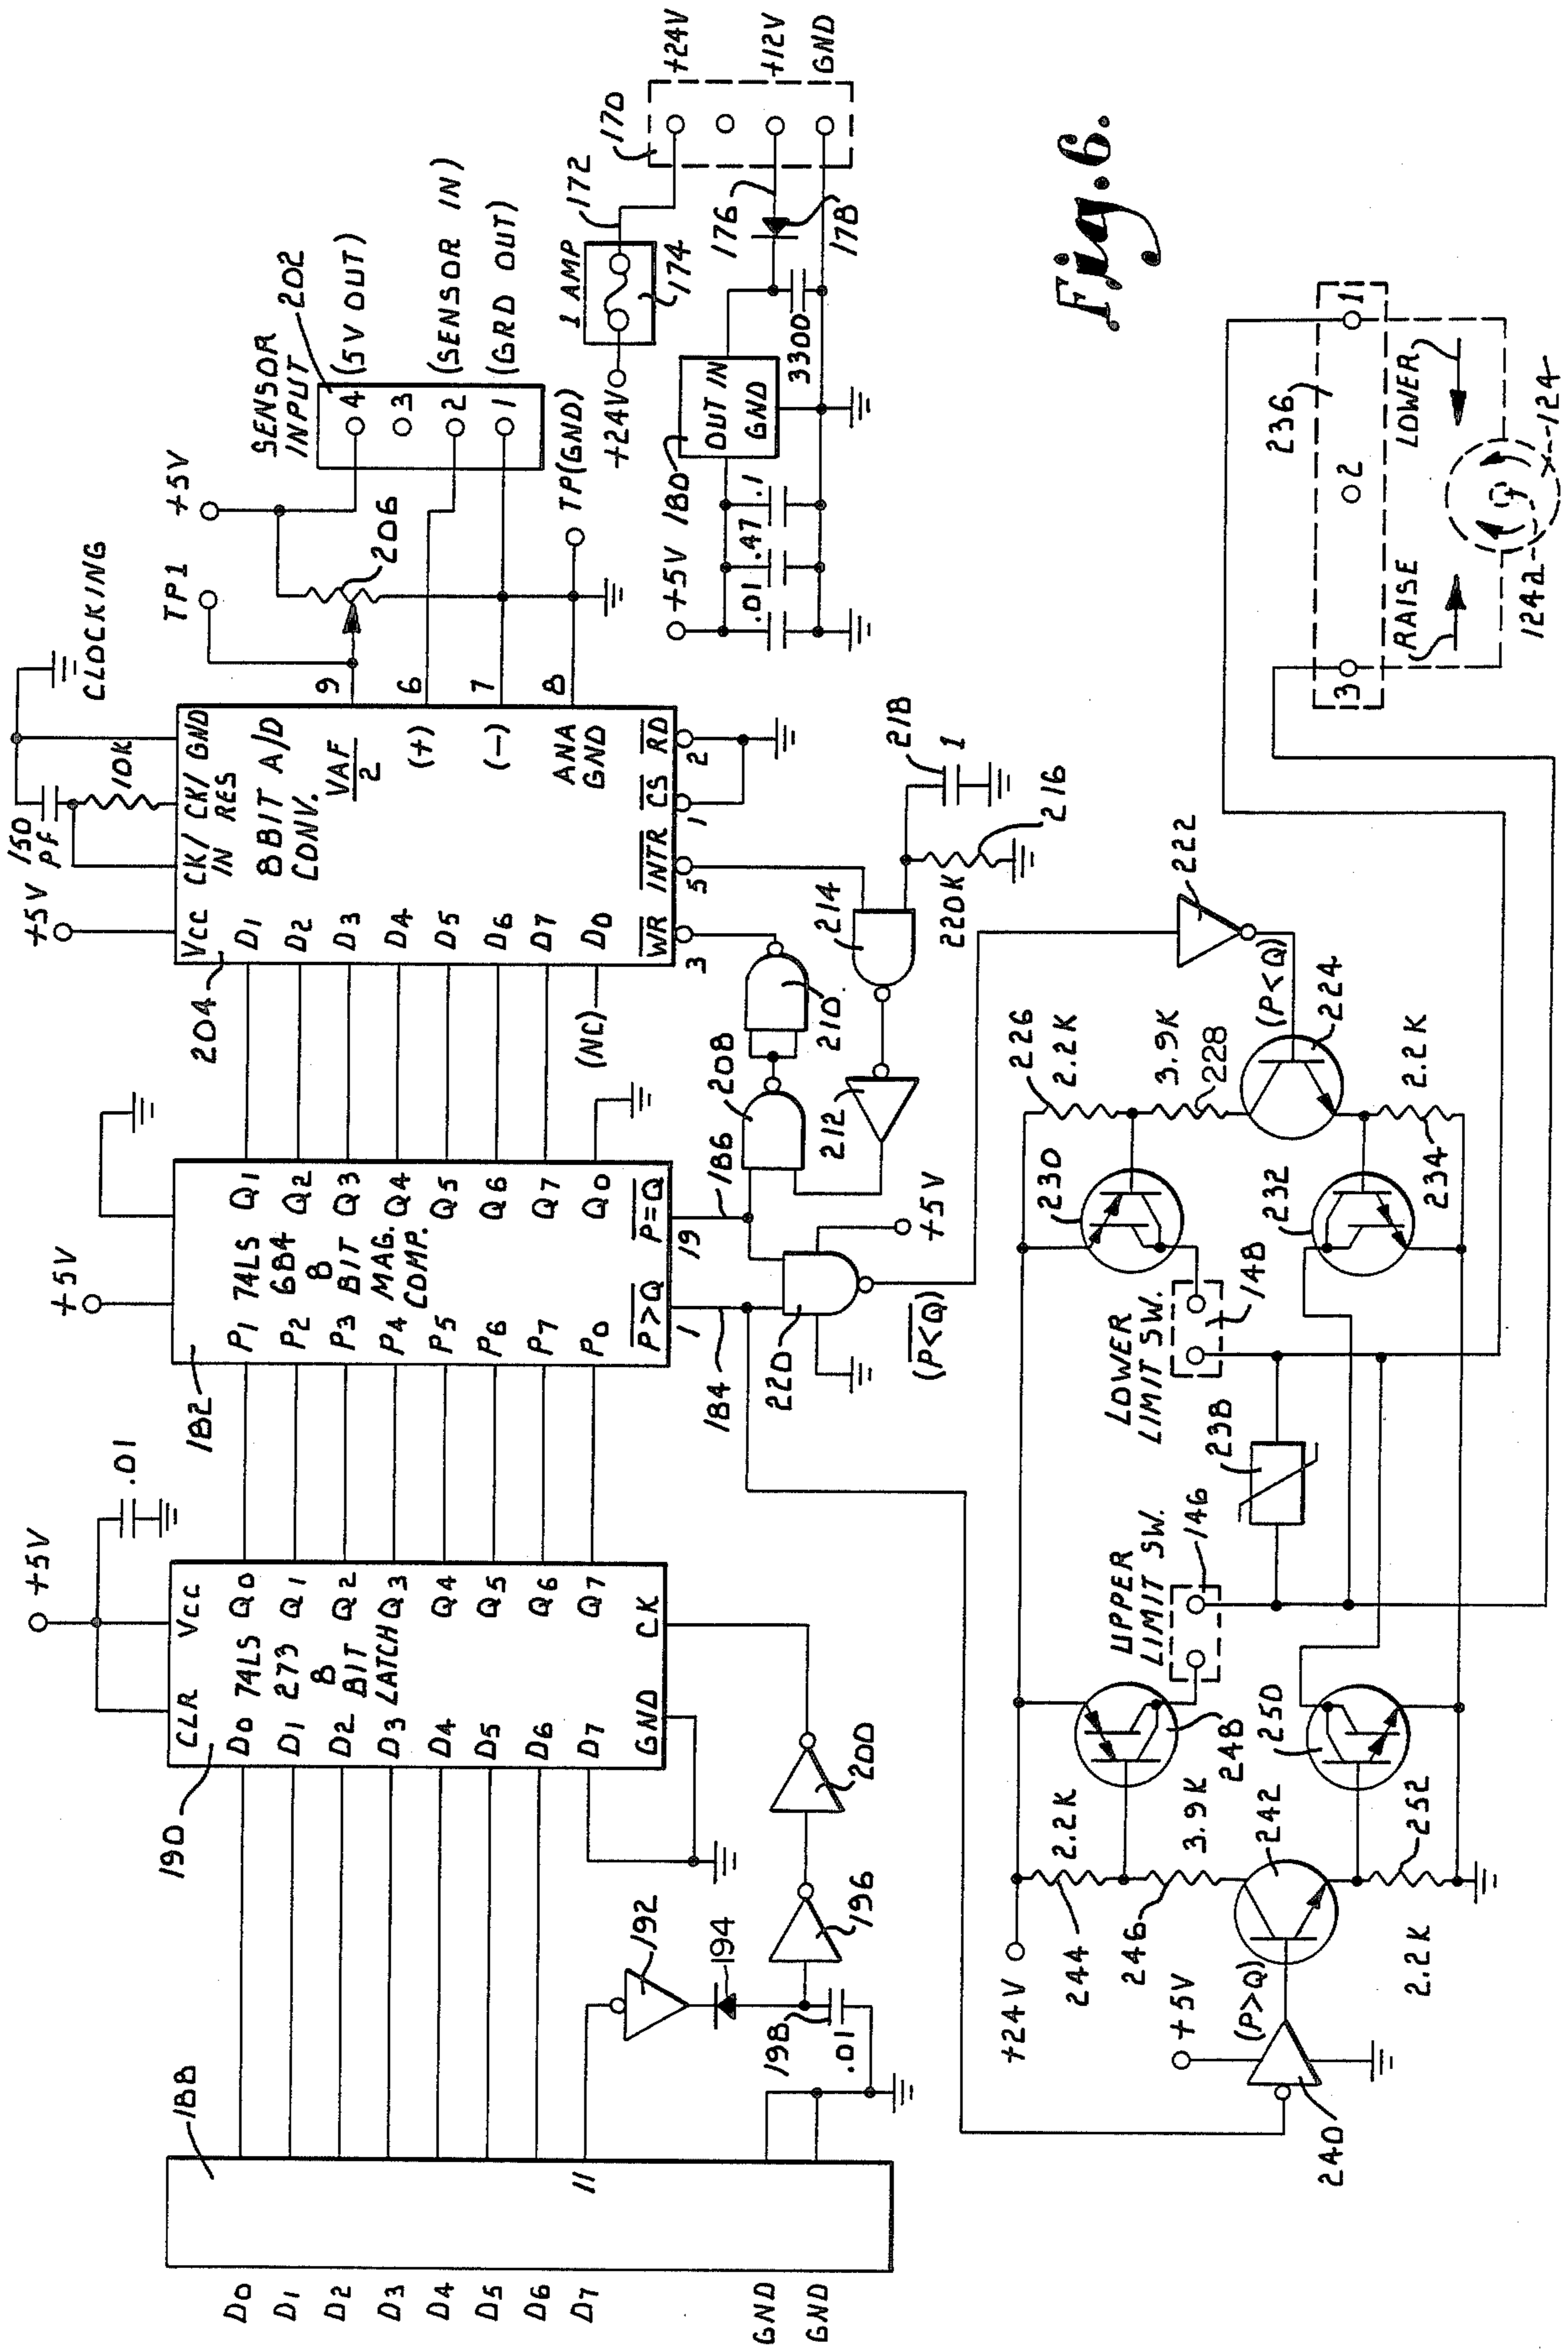 +5V
150
PF
10K
CLOCKING
TP1
+5V
SENSOR
INPUT
202
4 (5V OUT)
3
2 (SENSOR IN)
1 (GRD OUT)
206
TP(GND)
+5V
.01
+5V
204
VCC
CK/
IN
CK/
RES
GND
8BIT A/D
CONV.
VAF
2
(+)
(-)
ANA
GND
9
6
7
8
D1
D2
D3
D4
D5
D6
D7
D0
(NC)
WR
INTR
CS
RD
3
5
1
2
182
P1 74LS Q1
P2 684 Q2
P3 8 Q3
BIT
P4 MAG. Q4
P5 COMP. Q5
P6 Q6
P7 Q7
P0 Q0
P>Q
P=Q
1
19
184
186
190
CLR
VCC
D0 74LS Q0
D1 273 Q1
D2 8 Q2
BIT
D3 LATCH Q3
D4 Q4
D5 Q5
D6 Q6
D7 Q7
GND
CK
188
11
D0
D1
D2
D3
D4
D5
D6
D7
GND
GND
192
194
196
198
.01
200
208
210
212
214
216
220K
218
1
220
+5V
(P<Q)
222
1 AMP
172
174
+24V
170
+24V
+12V
GND
176
178
3300
180
OUT IN
GND
+5V
.01
.47
.1
Fig.6.
+24V
244
2.2K
246
3.9K
248
242
(P>Q)
+5V
240
250
252
2.2K
UPPER
LIMIT SW.
146
238
LOWER
LIMIT SW.
148
230
226
2.2K
3.9K
228
(P<Q)
224
232
234
2.2K
236
3
2
1
RAISE
LOWER
124a
124